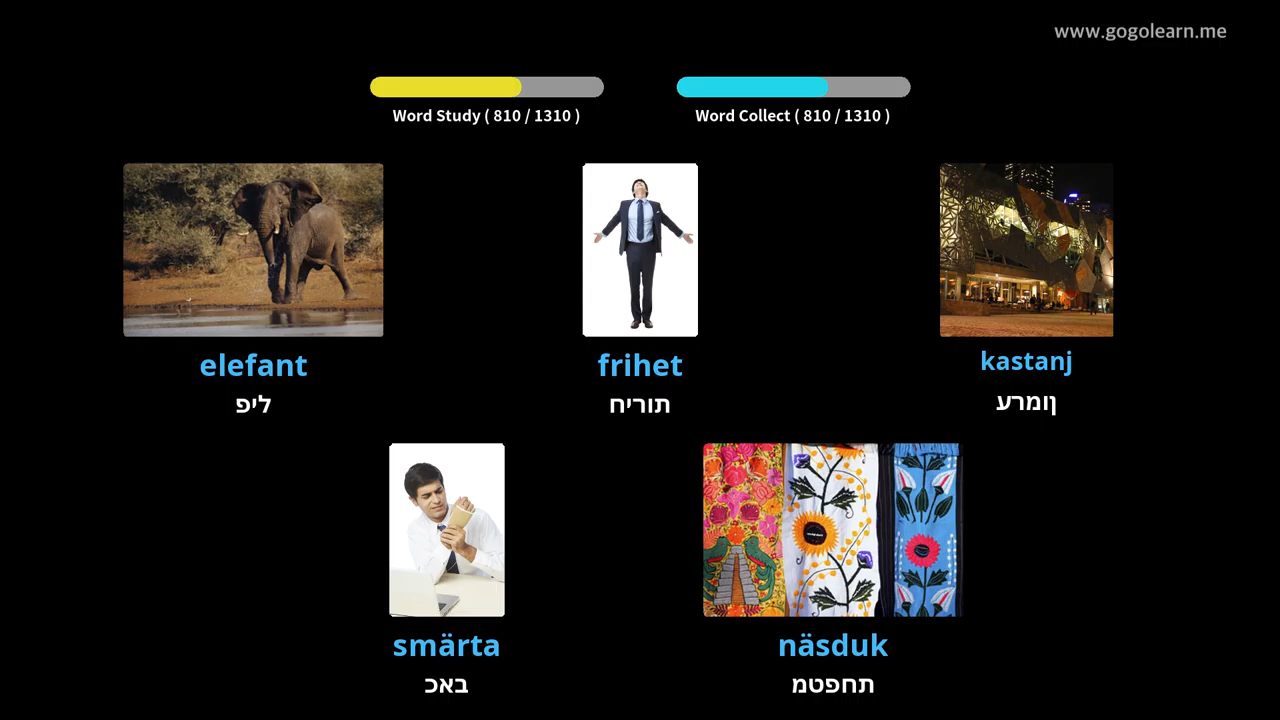 www.gogolearn.me
Word Study ( 810 / 1310 )
Word Collect ( 810 / 1310 )
elefant
ליפ
frihet
תוריח
kastanj
ןומרע
smärta
באכ
näsduk
תחפטמ